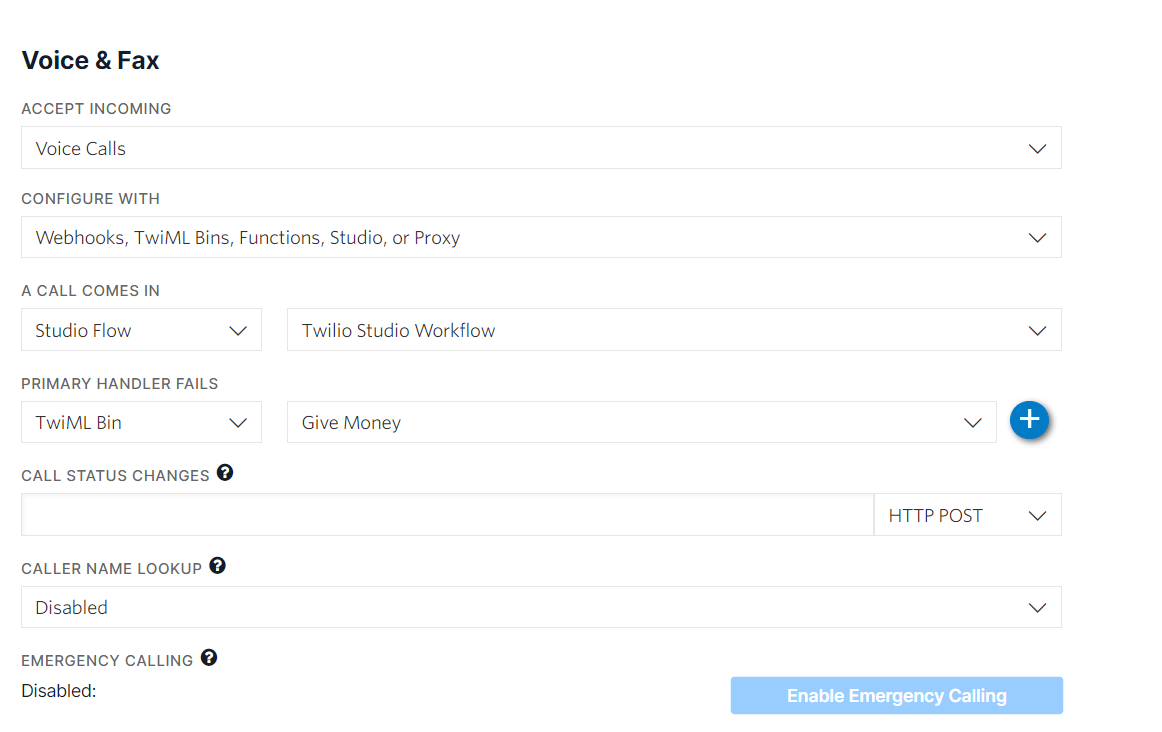 Voice & Fax
ACCEPT INCOMING
Voice Calls
CONFIGURE WITH
Webhooks, TwiML Bins, Functions, Studio, or Proxy
A CALL COMES IN
Studio Flow Twilio Studio Workflow
PRIMARY HANDLER FAILS
TwiML Bin Give Money
CALL STATUS CHANGES ?
HTTP POST
CALLER NAME LOOKUP ?
Disabled
EMERGENCY CALLING ?
Disabled: Enable Emergency Calling